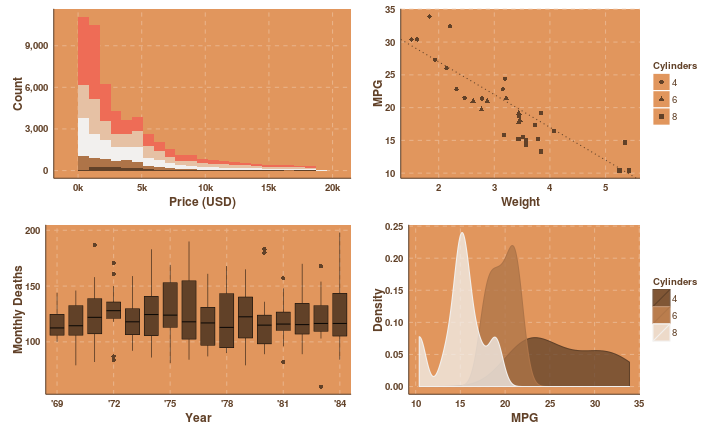 9,000
6,000
3,000
0
Count
0k 5k 10k 15k 20k
Price (USD)
35
30
25
20
15
10
MPG
2 3 4 5
Weight
Cylinders
4
6
8
200
150
100
Monthly Deaths
'69 '72 '75 '78 '81 '84
Year
0.25
0.20
0.15
0.10
0.05
0.00
Density
10 15 20 25 30 35
MPG
Cylinders
4
6
8